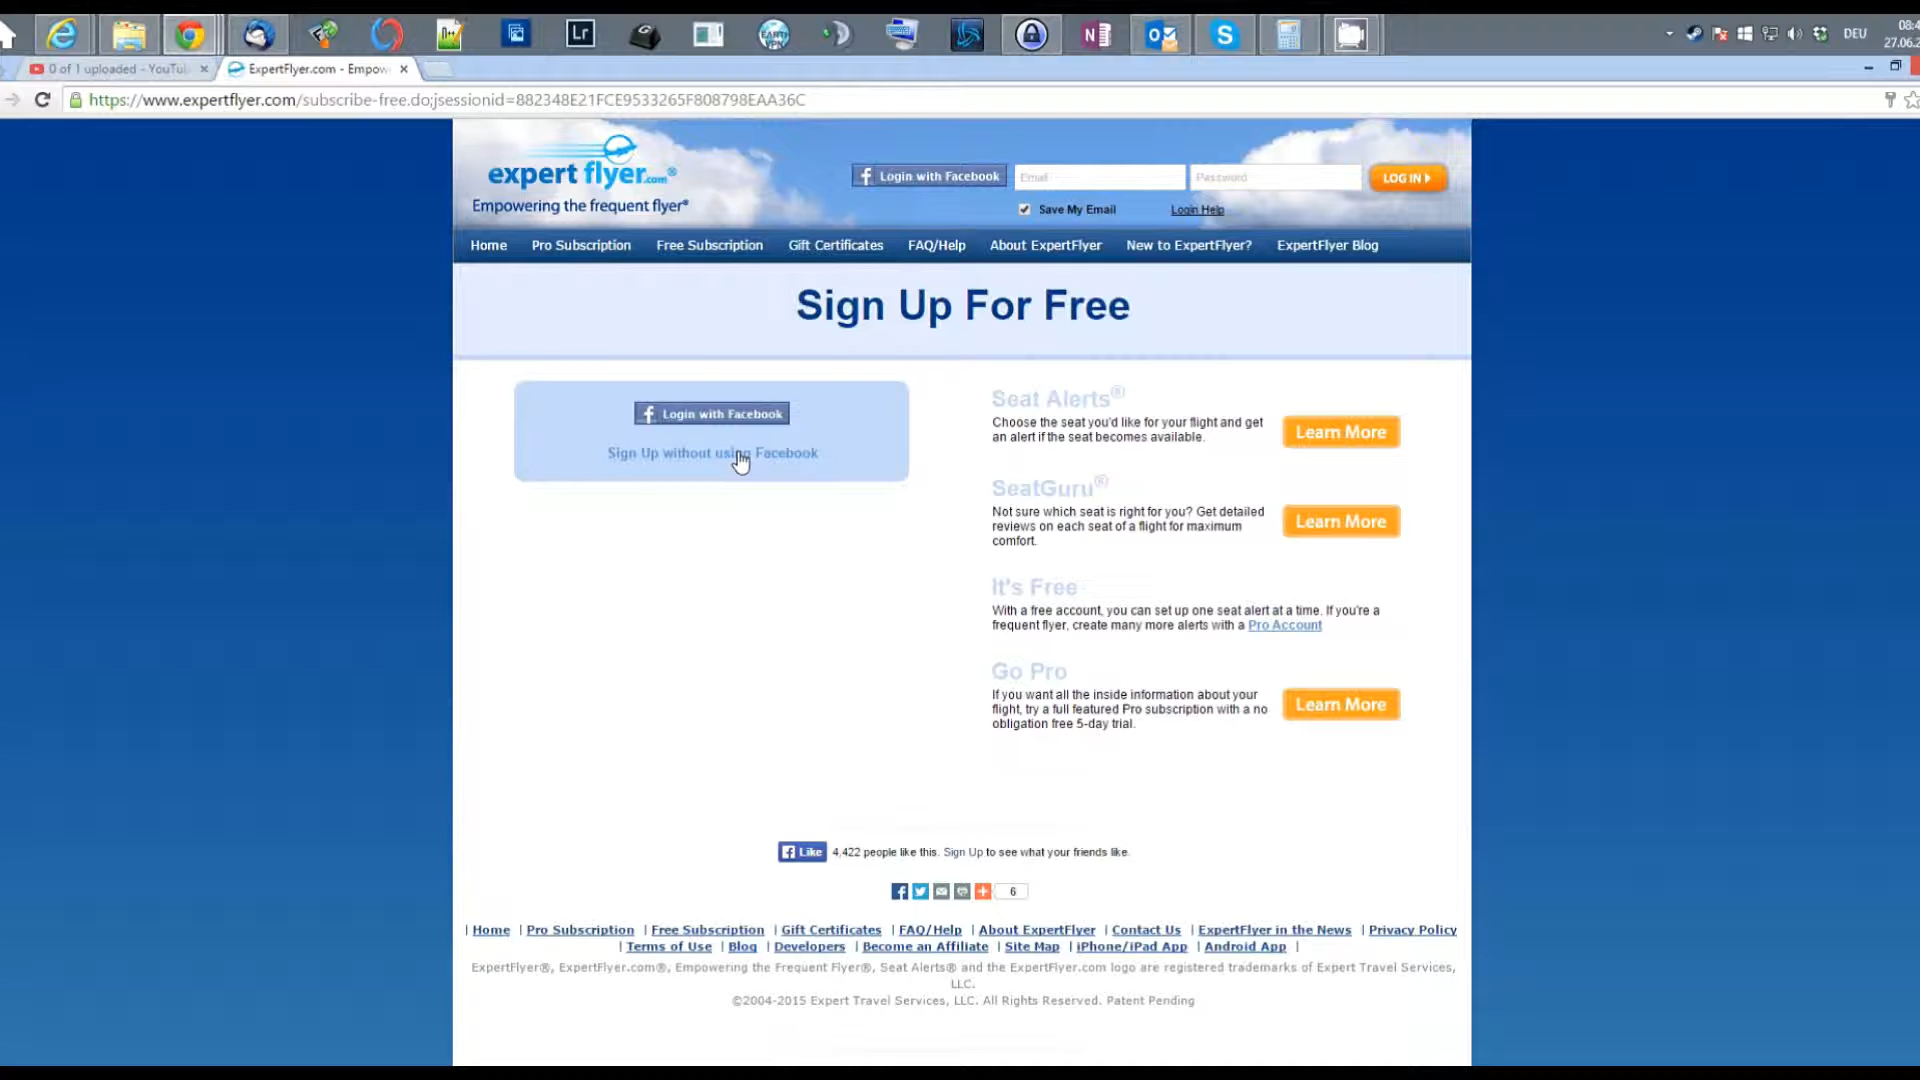 Lr
N
DEU
08:4
27.06.2
0 of 1 uploaded - YouTu
ExpertFlyer.com - Empow
https://www.expertflyer.com/subscribe-free.do;jsessionid=882348E21FCE9533265F808798EAA36C
expert flyer.com®
Empowering the frequent flyer®
Login with Facebook
Email
Password
LOG IN
Save My Email
Login Help
Home
Pro Subscription
Free Subscription
Gift Certificates
FAQ/Help
About ExpertFlyer
New to ExpertFlyer?
ExpertFlyer Blog
Sign Up For Free
Login with Facebook
Sign Up without using Facebook
Seat Alerts®
Choose the seat you'd like for your flight and get
an alert if the seat becomes available.
Learn More
SeatGuru®
Not sure which seat is right for you? Get detailed
reviews on each seat of a flight for maximum
comfort.
Learn More
It's Free
With a free account, you can set up one seat alert at a time. If you're a
frequent flyer, create many more alerts with a Pro Account
Go Pro
If you want all the inside information about your
flight, try a full featured Pro subscription with a no
obligation free 5-day trial.
Learn More
Like
4,422 people like this. Sign Up to see what your friends like.
6
| Home | Pro Subscription | Free Subscription | Gift Certificates | FAQ/Help | About ExpertFlyer | Contact Us | ExpertFlyer in the News | Privacy Policy
| Terms of Use | Blog | Developers | Become an Affiliate | Site Map | iPhone/iPad App | Android App |
ExpertFlyer®, ExpertFlyer.com®, Empowering the Frequent Flyer®, Seat Alerts® and the ExpertFlyer.com logo are registered trademarks of Expert Travel Services,
LLC.
©2004-2015 Expert Travel Services, LLC. All Rights Reserved. Patent Pending